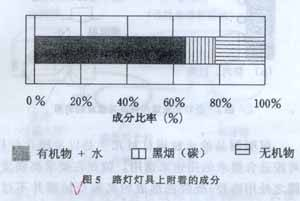 0% 20% 40% 60% 80% 100%
成分比率(%)
有机物+水 黑烟(碳) 无机物
图5 路灯灯具上附着的成分